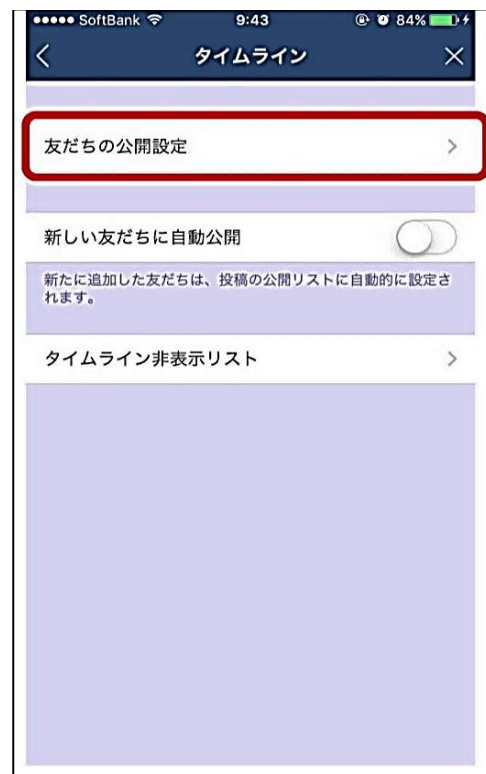 SoftBank 9:43 84%
タイムライン
友だちの公開設定
新しい友だちに自動公開
新たに追加した友だちは、投稿の公開リストに自動的に設定さ
れます。
タイムライン非表示リスト